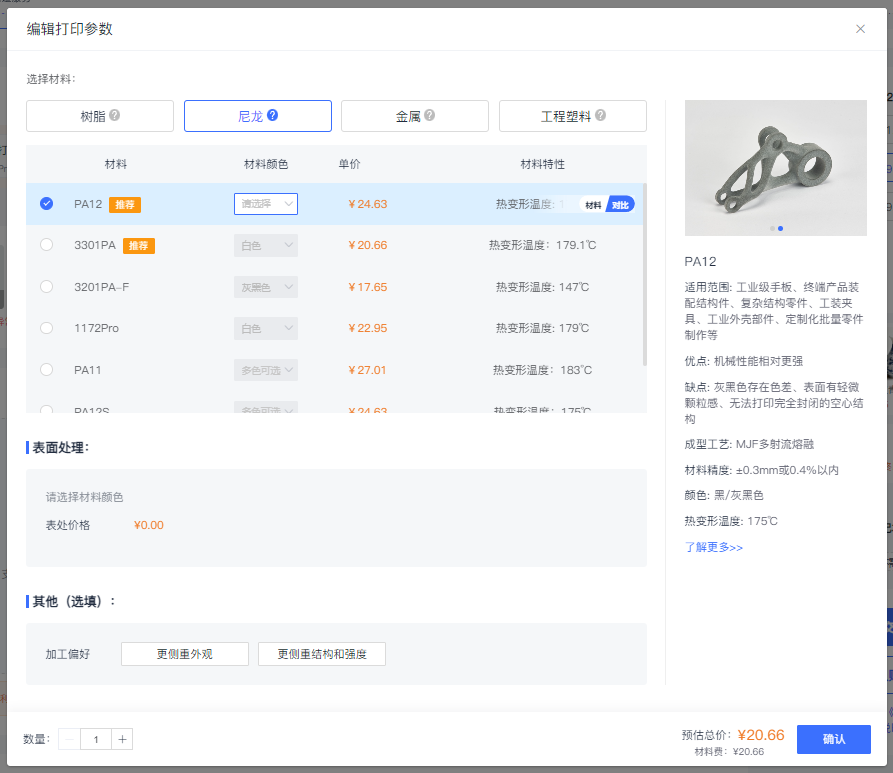 编辑打印参数
选择材料:
树脂 ?
尼龙 ?
金属 ?
工程塑料 ?
材料 材料颜色 单价 材料特性
PA12 推荐 请选择 ¥24.63 热变形温度: 1 材料 对比
3301PA 推荐 白色 ¥20.66 热变形温度: 179.1℃
3201PA-F 灰黑色 ¥17.65 热变形温度: 147℃
1172Pro 白色 ¥22.95 热变形温度: 179℃
PA11 多色可选 ¥27.01 热变形温度: 183℃
PA12S 多色可选 ¥24.63 热变形温度: 175℃
表面处理:
请选择材料颜色
表处价格 ¥0.00
其他（选填）:
加工偏好 更侧重外观 更侧重结构和强度
PA12
适用范围: 工业级手板、终端产品装
配结构件、复杂结构零件、工装夹
具、工业外壳部件、定制化批量零件
制作等
优点: 机械性能相对更强
缺点: 灰黑色存在色差、表面有轻微
颗粒感、无法打印完全封闭的空心结
构
成型工艺: MJF多射流熔融
材料精度: ±0.3mm或0.4%以内
颜色: 黑/灰黑色
热变形温度: 175℃
了解更多>>
数量: - 1 +
预估总价: ¥20.66
材料费: ¥20.66
确认